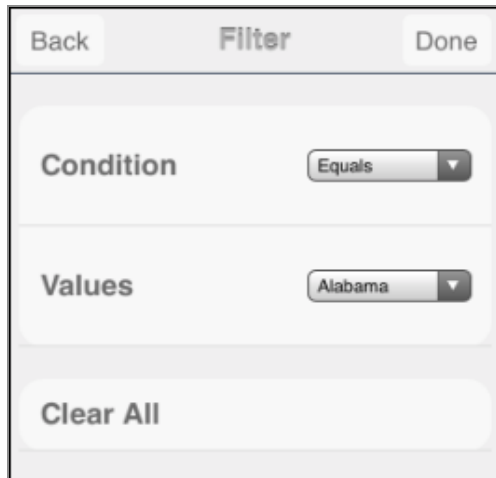 Back Filter Done
Condition Equals
Values Alabama
Clear All